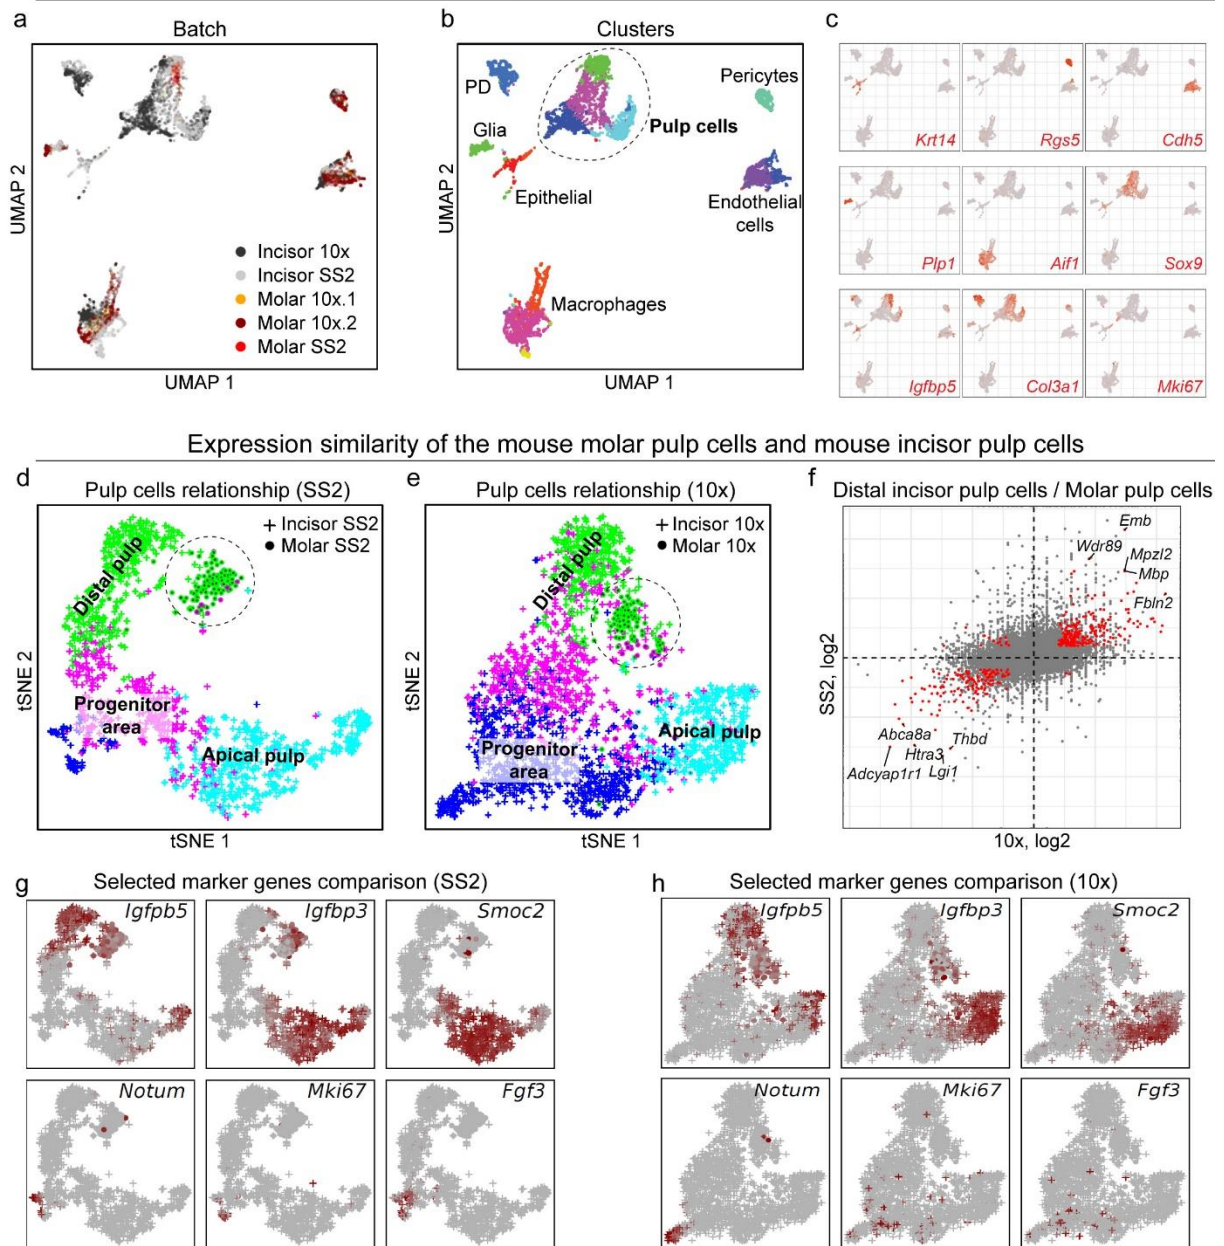 a
Batch
UMAP 2
UMAP 1
Incisor 10x
Incisor SS2
Molar 10x.1
Molar 10x.2
Molar SS2
b
Clusters
UMAP 2
UMAP 1
PD
Glia
Epithelial
Pulp cells
Pericytes
Endothelial
cells
Macrophages
c
Krt14
Rgs5
Cdh5
Plp1
Aif1
Sox9
Igfbp5
Col3a1
Mki67
Expression similarity of the mouse molar pulp cells and mouse incisor pulp cells
d
Pulp cells relationship (SS2)
Incisor SS2
Molar SS2
Distal pulp
Progenitor
area
Apical pulp
tSNE 2
tSNE 1
e
Pulp cells relationship (10x)
Incisor 10x
Molar 10x
Distal pulp
Progenitor
area
Apical pulp
tSNE 2
tSNE 1
f
Distal incisor pulp cells / Molar pulp cells
Emb
Wdr89
Mpzl2
Mbp
Fbln2
Abca8a
Thbd
Htra3
Adcyap1r1
Lgi1
SS2, log2
10x, log2
g
Selected marker genes comparison (SS2)
Igfpb5
Igfbp3
Smoc2
Notum
Mki67
Fgf3
h
Selected marker genes comparison (10x)
Igfpb5
Igfbp3
Smoc2
Notum
Mki67
Fgf3